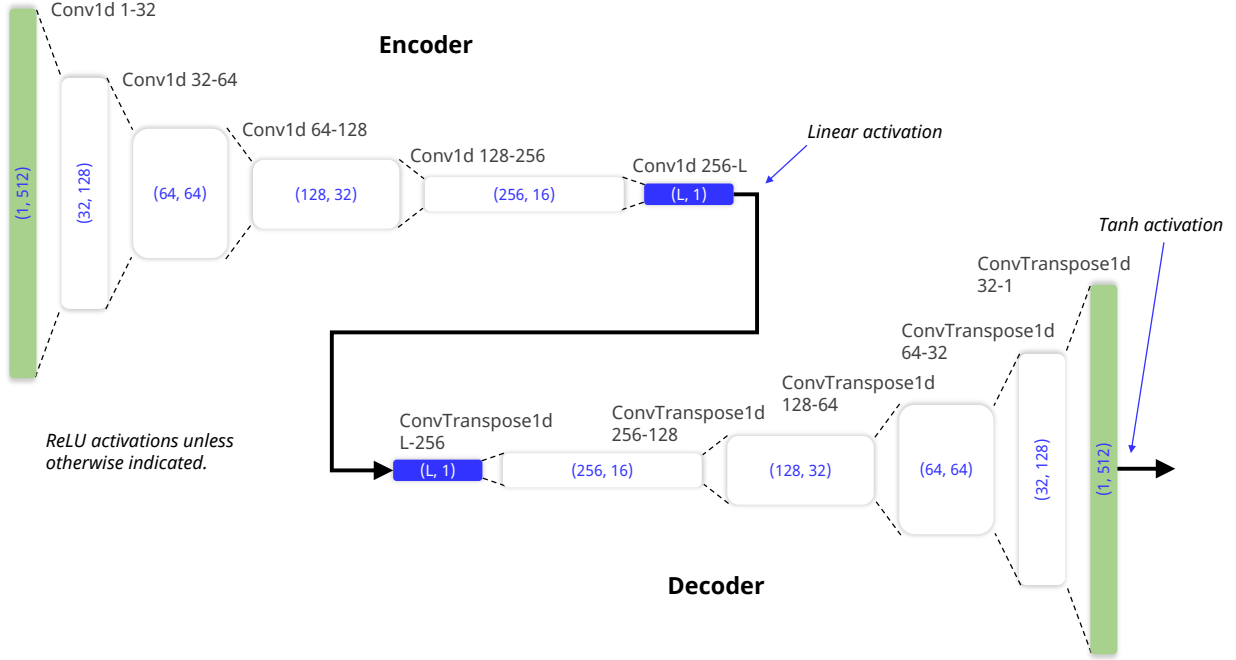 Conv1d 1-32
Encoder
Conv1d 32-64
Conv1d 64-128
Conv1d 128-256
Conv1d 256-L
Linear activation
(1, 512)
(32, 128)
(64, 64)
(128, 32)
(256, 16)
(L, 1)
Tanh activation
ConvTranspose1d
32-1
ConvTranspose1d
64-32
ConvTranspose1d
128-64
ConvTranspose1d
256-128
ConvTranspose1d
L-256
ReLU activations unless
otherwise indicated.
(L, 1)
(256, 16)
(128, 32)
(64, 64)
(32, 128)
(1, 512)
Decoder